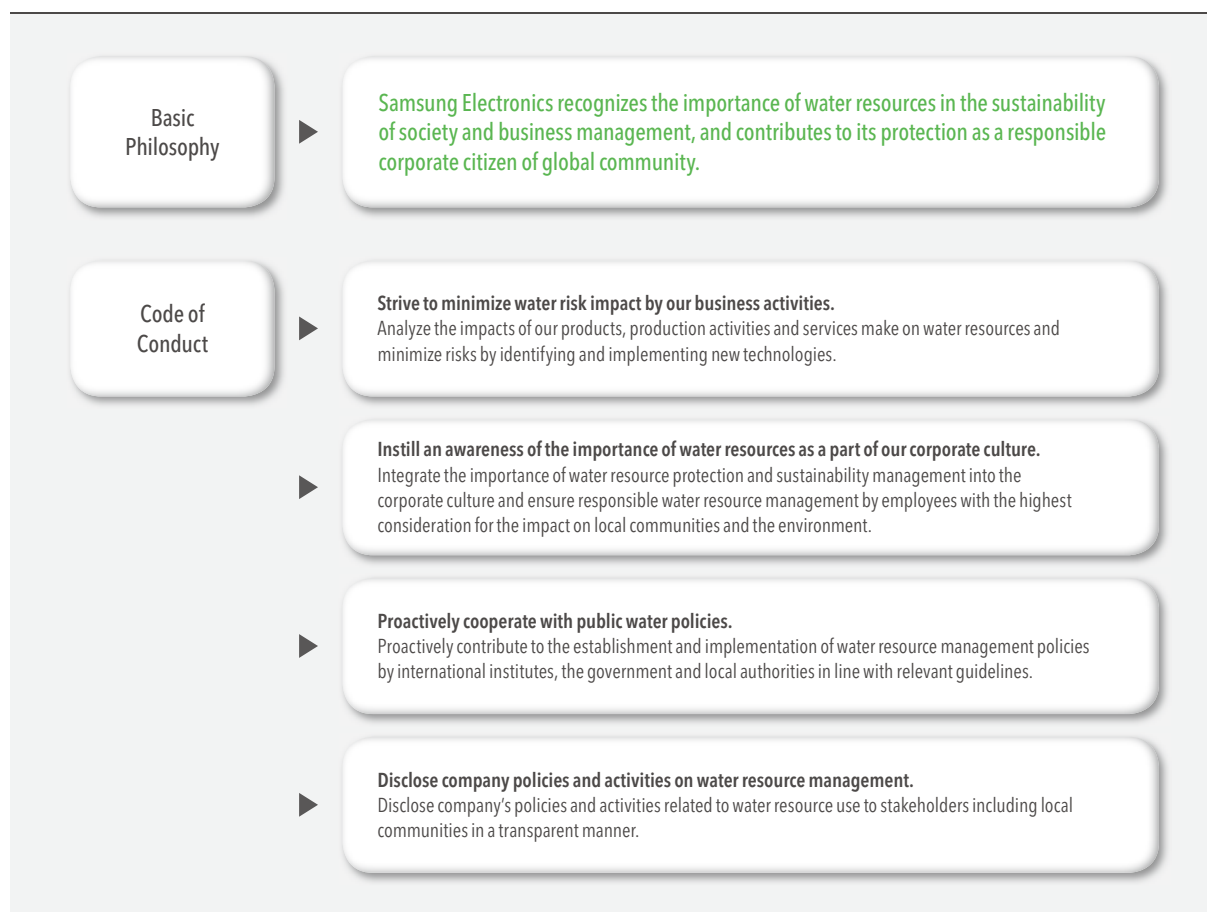 Basic
Philosophy
Samsung Electronics recognizes the importance of water resources in the sustainability
of society and business management, and contributes to its protection as a responsible
corporate citizen of global community.
Code of
Conduct
Strive to minimize water risk impact by our business activities.
Analyze the impacts of our products, production activities and services make on water resources and
minimize risks by identifying and implementing new technologies.
Instill an awareness of the importance of water resources as a part of our corporate culture.
Integrate the importance of water resource protection and sustainability management into the
corporate culture and ensure responsible water resource management by employees with the highest
consideration for the impact on local communities and the environment.
Proactively cooperate with public water policies.
Proactively contribute to the establishment and implementation of water resource management policies
by international institutes, the government and local authorities in line with relevant guidelines.
Disclose company policies and activities on water resource management.
Disclose company's policies and activities related to water resource use to stakeholders including local
communities in a transparent manner.